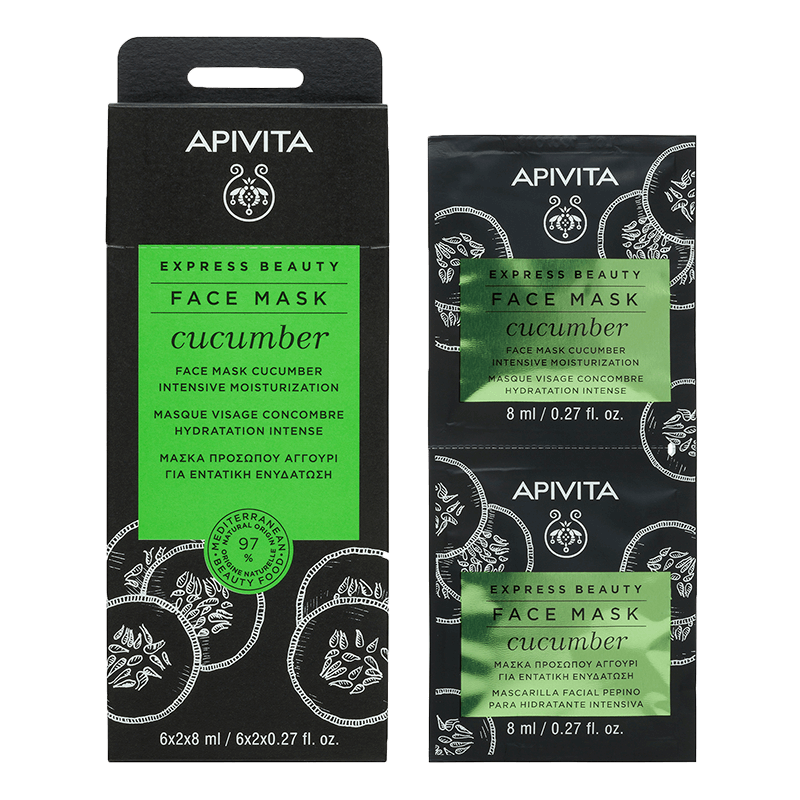 APIVITA
EXPRESS BEAUTY
FACE MASK
cucumber
FACE MASK CUCUMBER
INTENSIVE MOISTURIZATION
MASQUE VISAGE CONCOMBRE
HYDRATATION INTENSE
ΜΑΣΚΑ ΠΡΟΣΩΠΟΥ ΑΓΓΟΥΡΙ
ΓΙΑ ΕΝΤΑΤΙΚΗ ΕΝΥΔΑΤΩΣΗ
MEDITERRANEAN
NATURAL ORIGIN
97
%
ORIGINE NATURELLE
BEAUTY FOOD
6x2x8 ml / 6x2x0.27 fl. oz.
APIVITA
EXPRESS BEAUTY
FACE MASK
cucumber
FACE MASK CUCUMBER
INTENSIVE MOISTURIZATION
MASQUE VISAGE CONCOMBRE
HYDRATATION INTENSE
8 ml / 0.27 fl. oz.
APIVITA
EXPRESS BEAUTY
FACE MASK
cucumber
ΜΑΣΚΑ ΠΡΟΣΩΠΟΥ ΑΓΓΟΥΡΙ
ΓΙΑ ΕΝΤΑΤΙΚΗ ΕΝΥΔΑΤΩΣΗ
MASCARILLA FACIAL PEPINO
PARA HIDRATANTE INTENSIVA
8 ml / 0.27 fl. oz.